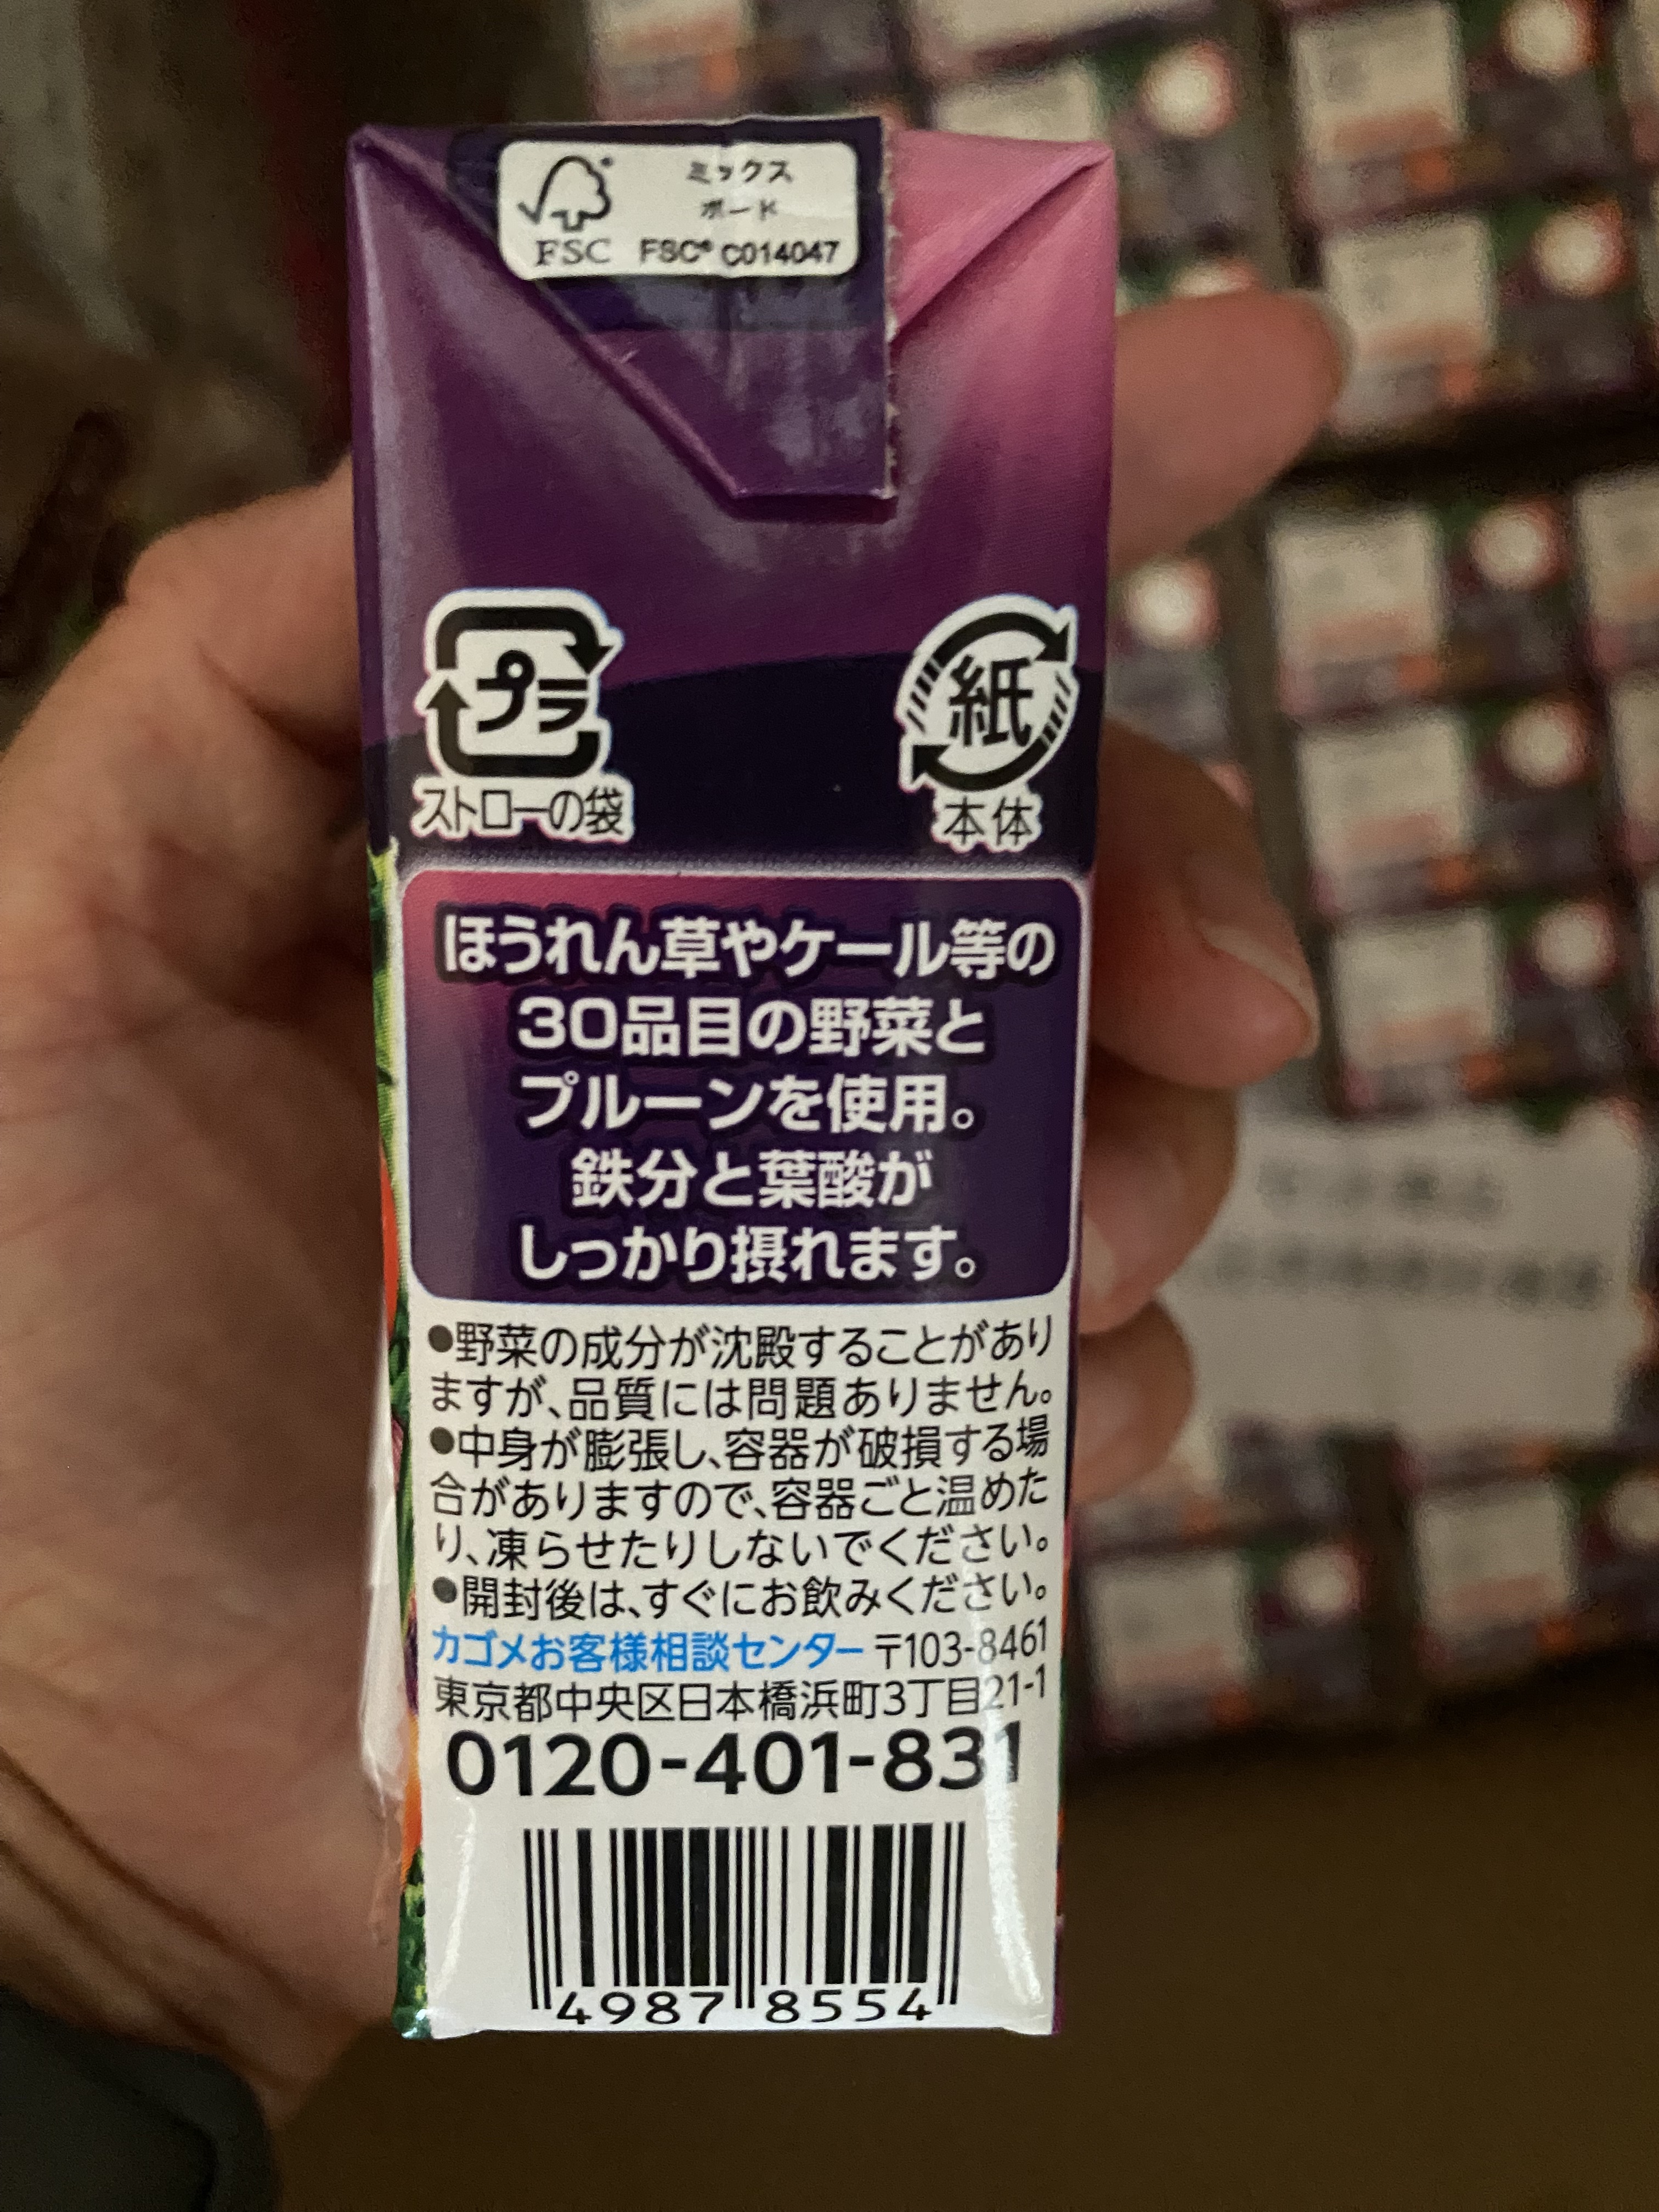 ミックス
ボード
FSC FSC® C014047
プラ
紙
ストローの袋
本体
ほうれん草やケール等の
30品目の野菜と
プルーンを使用。
鉄分と葉酸が
しっかり摂れます。
●野菜の成分が沈殿することがあり
ますが、品質には問題ありません。
●中身が膨張し、容器が破損する場
合がありますので、容器ごと温めた
り、凍らせたりしないでください。
●開封後は、すぐにお飲みください。
カゴメお客様相談センター 〒103-8461
東京都中央区日本橋浜町3丁目21-1
0120-401-831
4987 8554